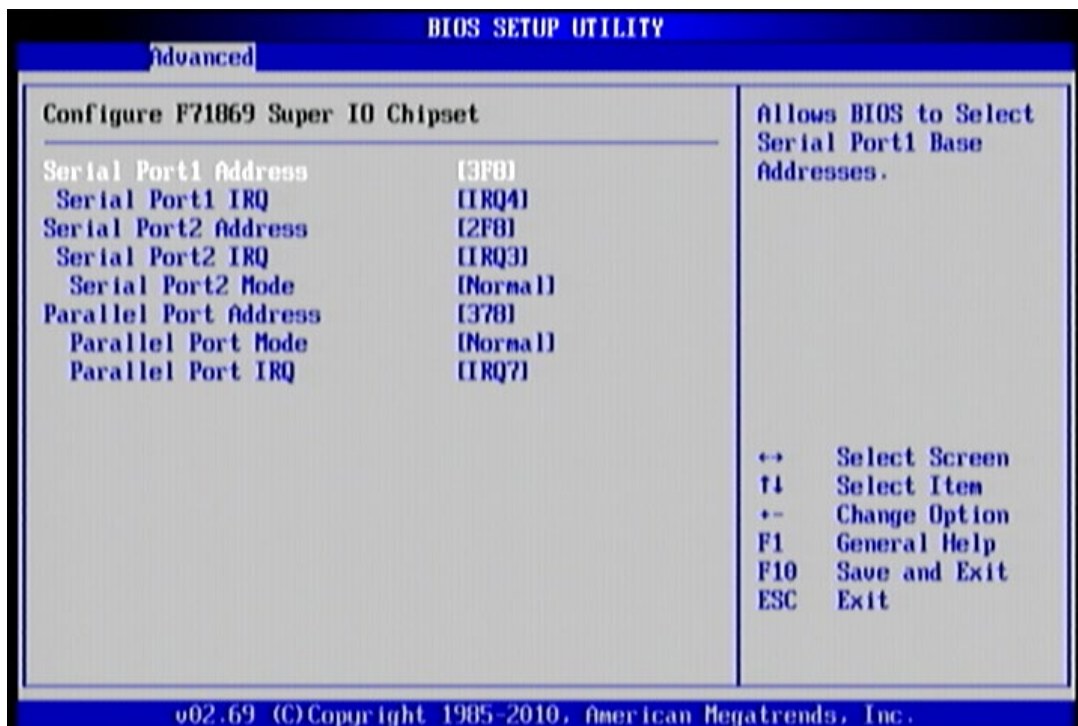 BIOS SETUP UTILITY
Advanced
Configure F71869 Super IO Chipset
Serial Port1 Address [3F8]
Serial Port1 IRQ [IRQ4]
Serial Port2 Address [2F8]
Serial Port2 IRQ [IRQ3]
Serial Port2 Mode [Normal]
Parallel Port Address [378]
Parallel Port Mode [Normal]
Parallel Port IRQ [IRQ7]
Allows BIOS to Select
Serial Port1 Base
Addresses.
↔ Select Screen
↑↓ Select Item
+- Change Option
F1 General Help
F10 Save and Exit
ESC Exit
v02.69 (C)Copyright 1985-2010, American Megatrends, Inc.